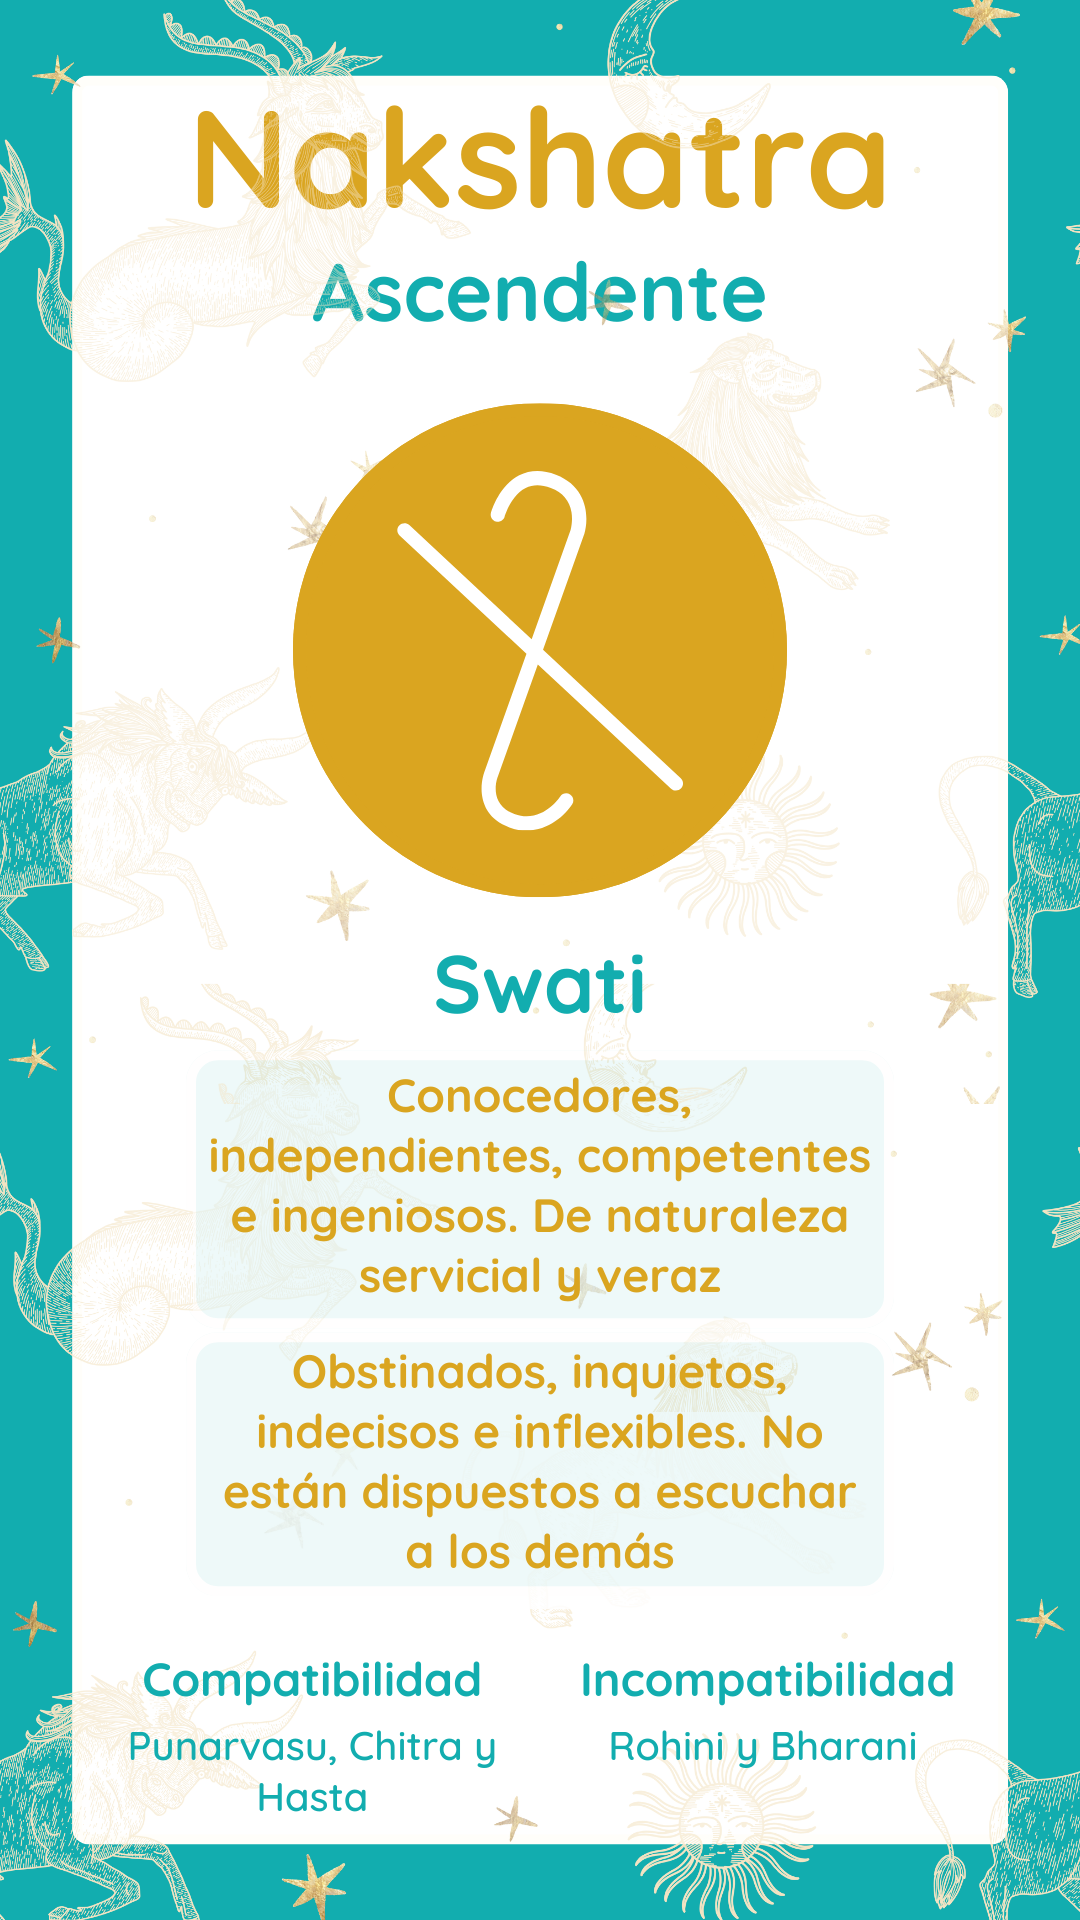 Nakshatra
Ascendente
Swati
Conocedores,
independientes, competentes
e ingeniosos. De naturaleza
servicial y veraz
Obstinados, inquietos,
indecisos e inflexibles. No
están dispuestos a escuchar
a los demás
Compatibilidad
Punarvasu, Chitra y
Hasta
Incompatibilidad
Rohini y Bharani